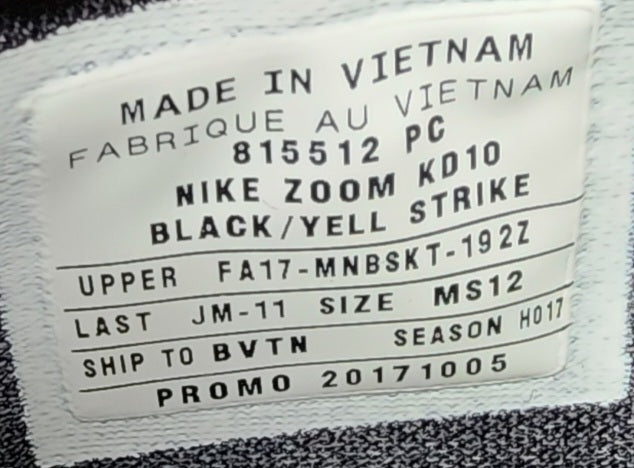 MADE IN VIETNAM
FABRIQUE AU VIETNAM
815512 PC
NIKE ZOOM KD10
BLACK/YELL STRIKE
UPPER FA17-MNBSKT-192Z
LAST JM-11 SIZE MS12
SHIP TO BVTN SEASON HO17
PROMO 20171005